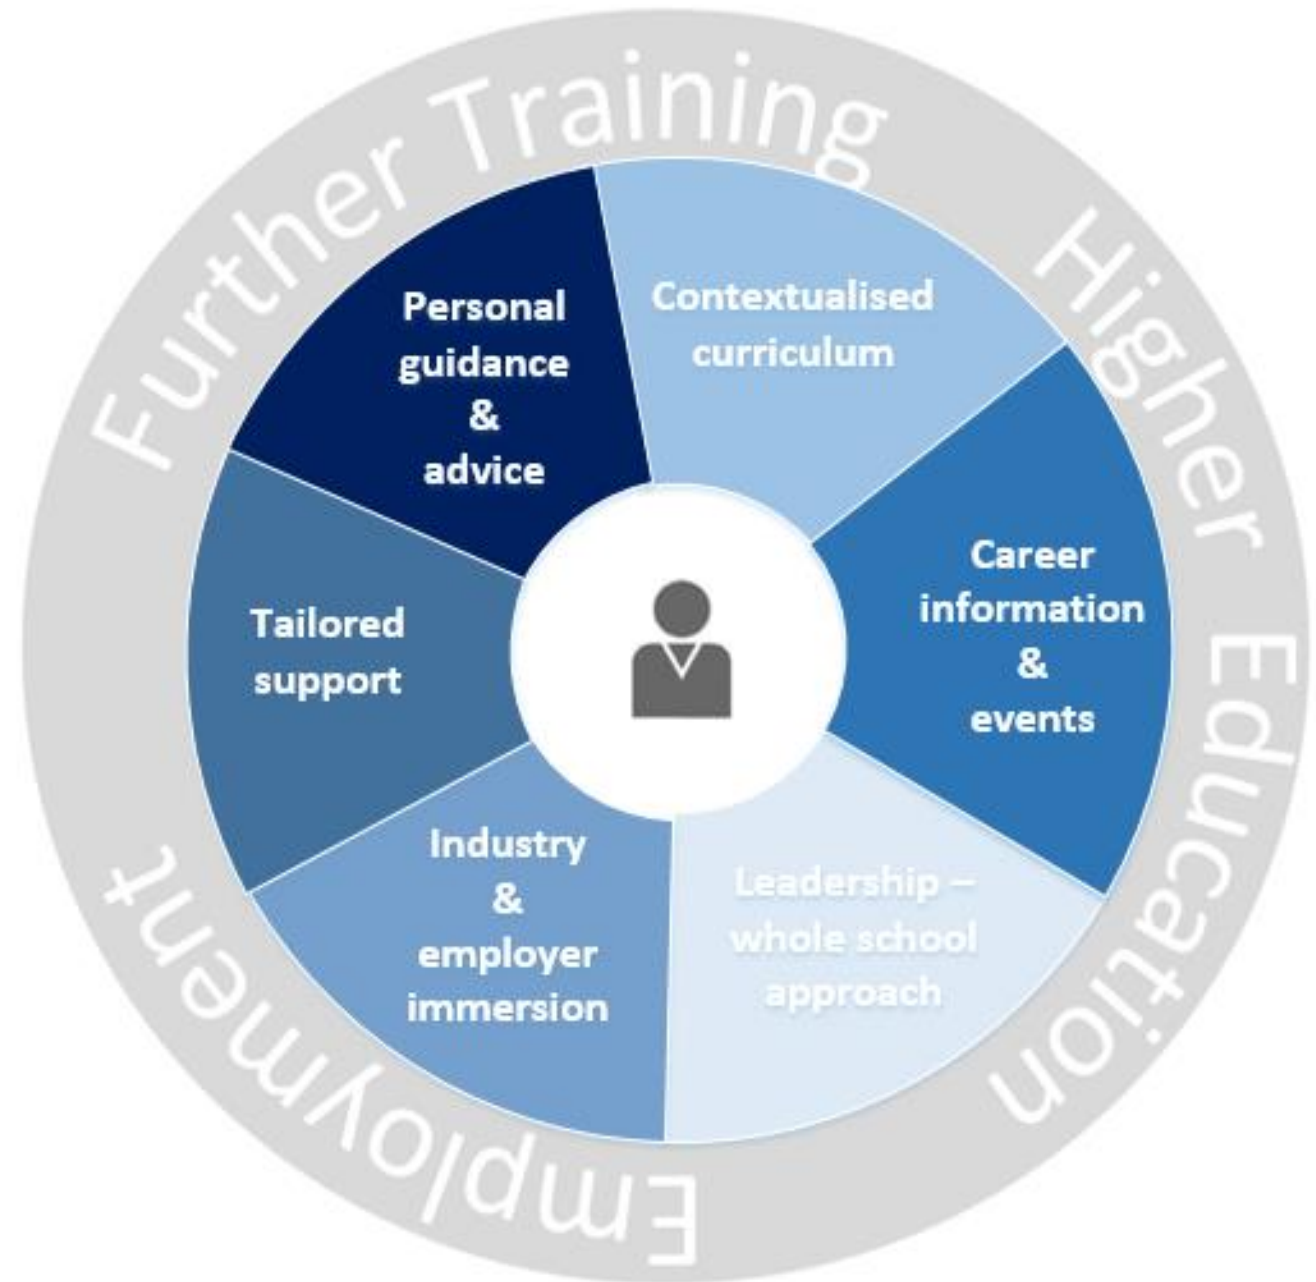 Further Training
Higher Education
Employment
Contextualised
curriculum
Career
information
&
events
Leadership –
whole school
approach
Industry
&
employer
immersion
Tailored
support
Personal
guidance
&
advice